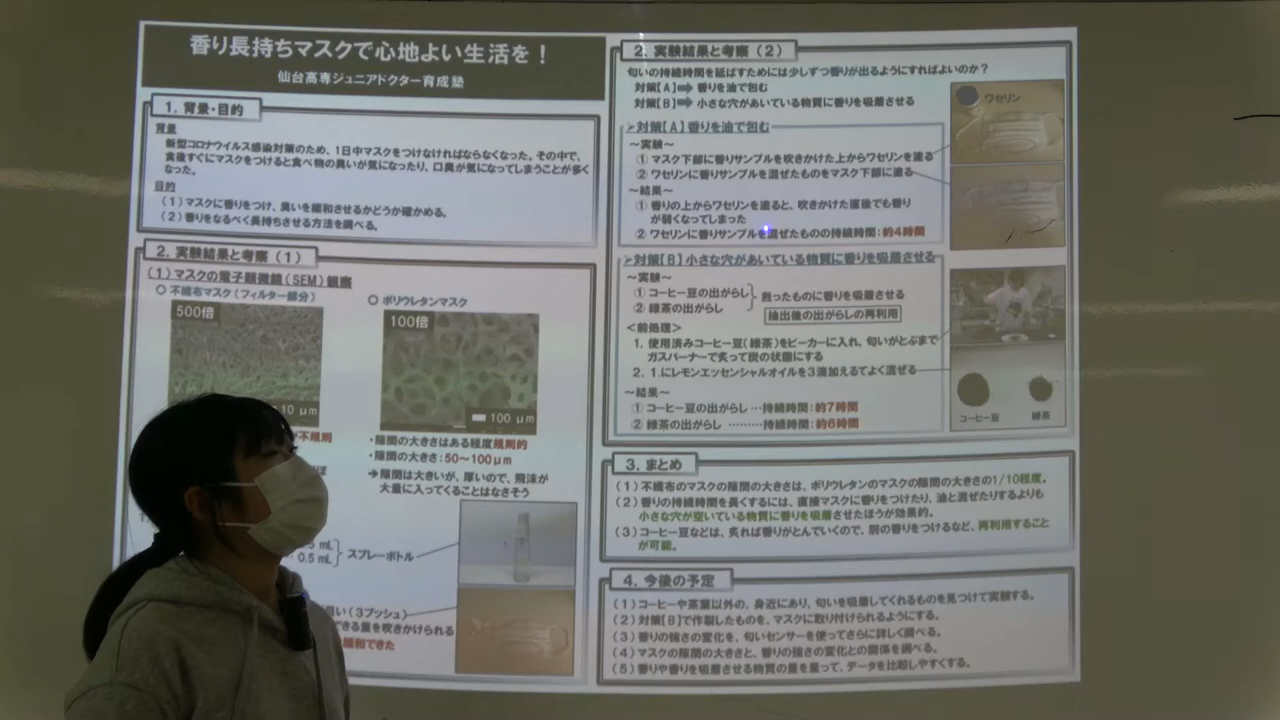 香り長持ちマスクで心地よい生活を！
仙台高専ジュニアドクター育成塾
1. 背景・目的
背景
新型コロナウイルス感染対策のため、1日中マスクをつけなければならなくなった。その中で、
食後すぐにマスクをつけると食べ物の臭いが気になったり、口臭が気になってしまうことが多く
なった。
目的
(1) マスクに香りをつけ、臭いを緩和させるかどうか確かめる。
(2) 香りをなるべく長持ちさせる方法を調べる。
2. 実験結果と考察（1）
(1) マスクの電子顕微鏡(SEM)観察
○ 不織布マスク(フィルター部分)
500倍
10 μm
不規則
○ ポリウレタンマスク
100倍
100 μm
・隙間の大きさはある程度規則的
・隙間の大きさ：50～100μm
➔ 隙間は大きいが、厚いので、飛沫が
大量に入ってくることはなさそう
mL
0.5 mL
スプレーボトル
(3プッシュ)
できる量を吹きかけられる
緩和できた
2. 実験結果と考察（2）
匂いの持続時間を延ばすためには少しずつ香りが出るようにすればよいのか？
対策【A】➡ 香りを油で包む
対策【B】➡ 小さな穴があいている物質に香りを吸着させる
ワセリン
➢対策【A】香りを油で包む
～実験～
① マスク下部に香りサンプルを吹きかけた上からワセリンを塗る
② ワセリンに香りサンプルを混ぜたものをマスク下部に塗る
～結果～
① 香りの上からワセリンを塗ると、吹きかけた直後でも香り
が弱くなってしまった
② ワセリンに香りサンプルを混ぜたものの持続時間：約4時間
➢対策【B】小さな穴があいている物質に香りを吸着させる
～実験～
① コーヒー豆の出がらし
② 緑茶の出がらし
煎ったものに香りを吸着させる
抽出後の出がらしの再利用
＜前処理＞
1. 使用済みコーヒー豆(緑茶)をビーカーに入れ、匂いがとぶまで
ガスバーナーで炙って炭の状態にする
2. 1.にレモンエッセンシャルオイルを3滴加えてよく混ぜる
～結果～
① コーヒー豆の出がらし …持続時間：約7時間
② 緑茶の出がらし ………持続時間：約6時間
コーヒー豆
緑茶
3. まとめ
(1) 不織布のマスクの隙間の大きさは、ポリウレタンのマスクの隙間の大きさの1/10程度。
(2) 香りの持続時間を長くするには、直接マスクに香りをつけたり、油と混ぜたりするよりも
小さな穴が空いている物質に香りを吸着させたほうが効果的。
(3) コーヒー豆などは、炙れば香りがとんでいくので、別の香りをつけるなど、再利用すること
が可能。
4. 今後の予定
(1) コーヒーや茶葉以外の、身近にあり、匂いを吸着してくれるものを見つけて実験する。
(2) 対策【B】で作製したものを、マスクに取り付けられるようにする。
(3) 香りの強さの変化を、匂いセンサーを使ってさらに詳しく調べる。
(4) マスクの隙間の大きさと、香りの強さの変化との関係を調べる。
(5) 香りや香りを吸着させる物質の量を量って、データを比較しやすくする。